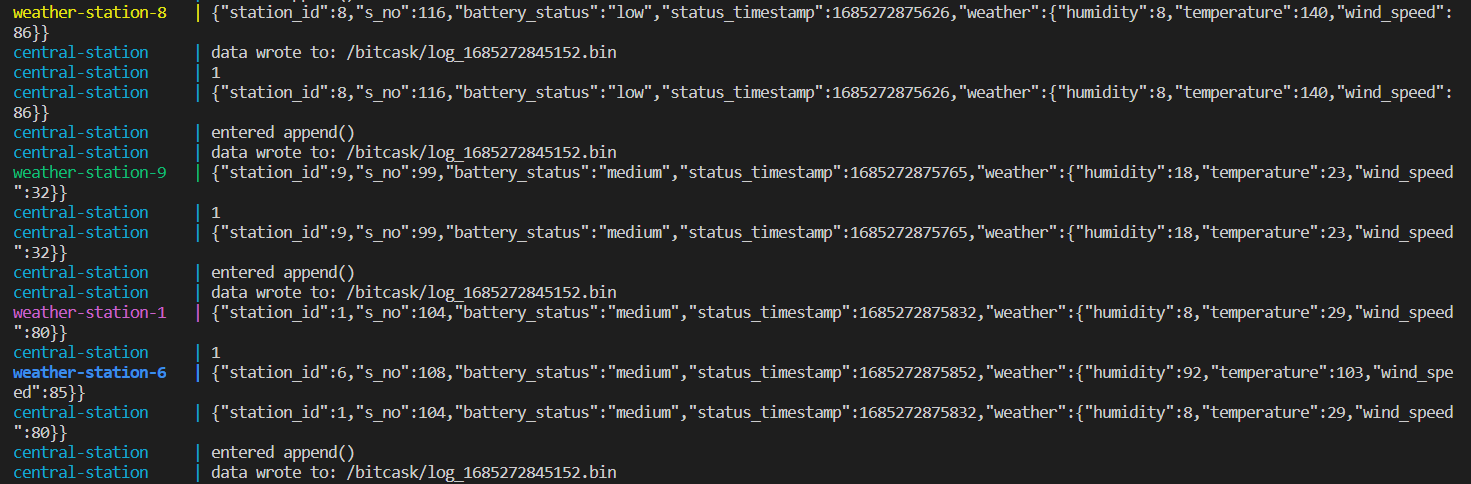 weather-station-8 | {"station_id":8,"s_no":116,"battery_status":"low","status_timestamp":1685272875626,"weather":{"humidity":8,"temperature":140,"wind_speed":
86}}
central-station | data wrote to: /bitcask/log_1685272845152.bin
central-station | 1
central-station | {"station_id":8,"s_no":116,"battery_status":"low","status_timestamp":1685272875626,"weather":{"humidity":8,"temperature":140,"wind_speed":
86}}
central-station | entered append()
central-station | data wrote to: /bitcask/log_1685272845152.bin
weather-station-9 | {"station_id":9,"s_no":99,"battery_status":"medium","status_timestamp":1685272875765,"weather":{"humidity":18,"temperature":23,"wind_speed
":32}}
central-station | 1
central-station | {"station_id":9,"s_no":99,"battery_status":"medium","status_timestamp":1685272875765,"weather":{"humidity":18,"temperature":23,"wind_speed
":32}}
central-station | entered append()
central-station | data wrote to: /bitcask/log_1685272845152.bin
weather-station-1 | {"station_id":1,"s_no":104,"battery_status":"medium","status_timestamp":1685272875832,"weather":{"humidity":8,"temperature":29,"wind_speed
":80}}
central-station | 1
weather-station-6 | {"station_id":6,"s_no":108,"battery_status":"medium","status_timestamp":1685272875852,"weather":{"humidity":92,"temperature":103,"wind_spe
ed":85}}
central-station | {"station_id":1,"s_no":104,"battery_status":"medium","status_timestamp":1685272875832,"weather":{"humidity":8,"temperature":29,"wind_speed
":80}}
central-station | entered append()
central-station | data wrote to: /bitcask/log_1685272845152.bin